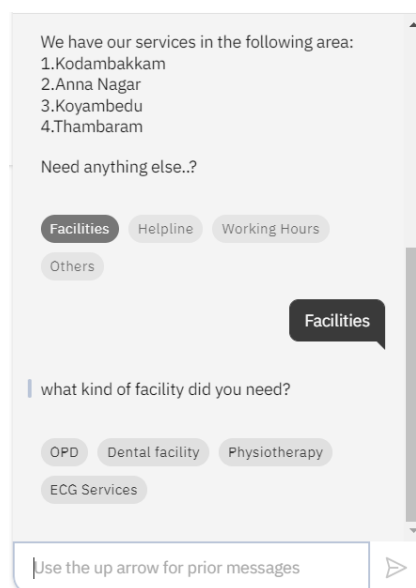 We have our services in the following area:
1.Kodambakkam
2.Anna Nagar
3.Koyambedu
4.Thambaram
Need anything else..?
Facilities Helpline Working Hours
Others
Facilities
what kind of facility did you need?
OPD Dental facility Physiotherapy
ECG Services
Use the up arrow for prior messages